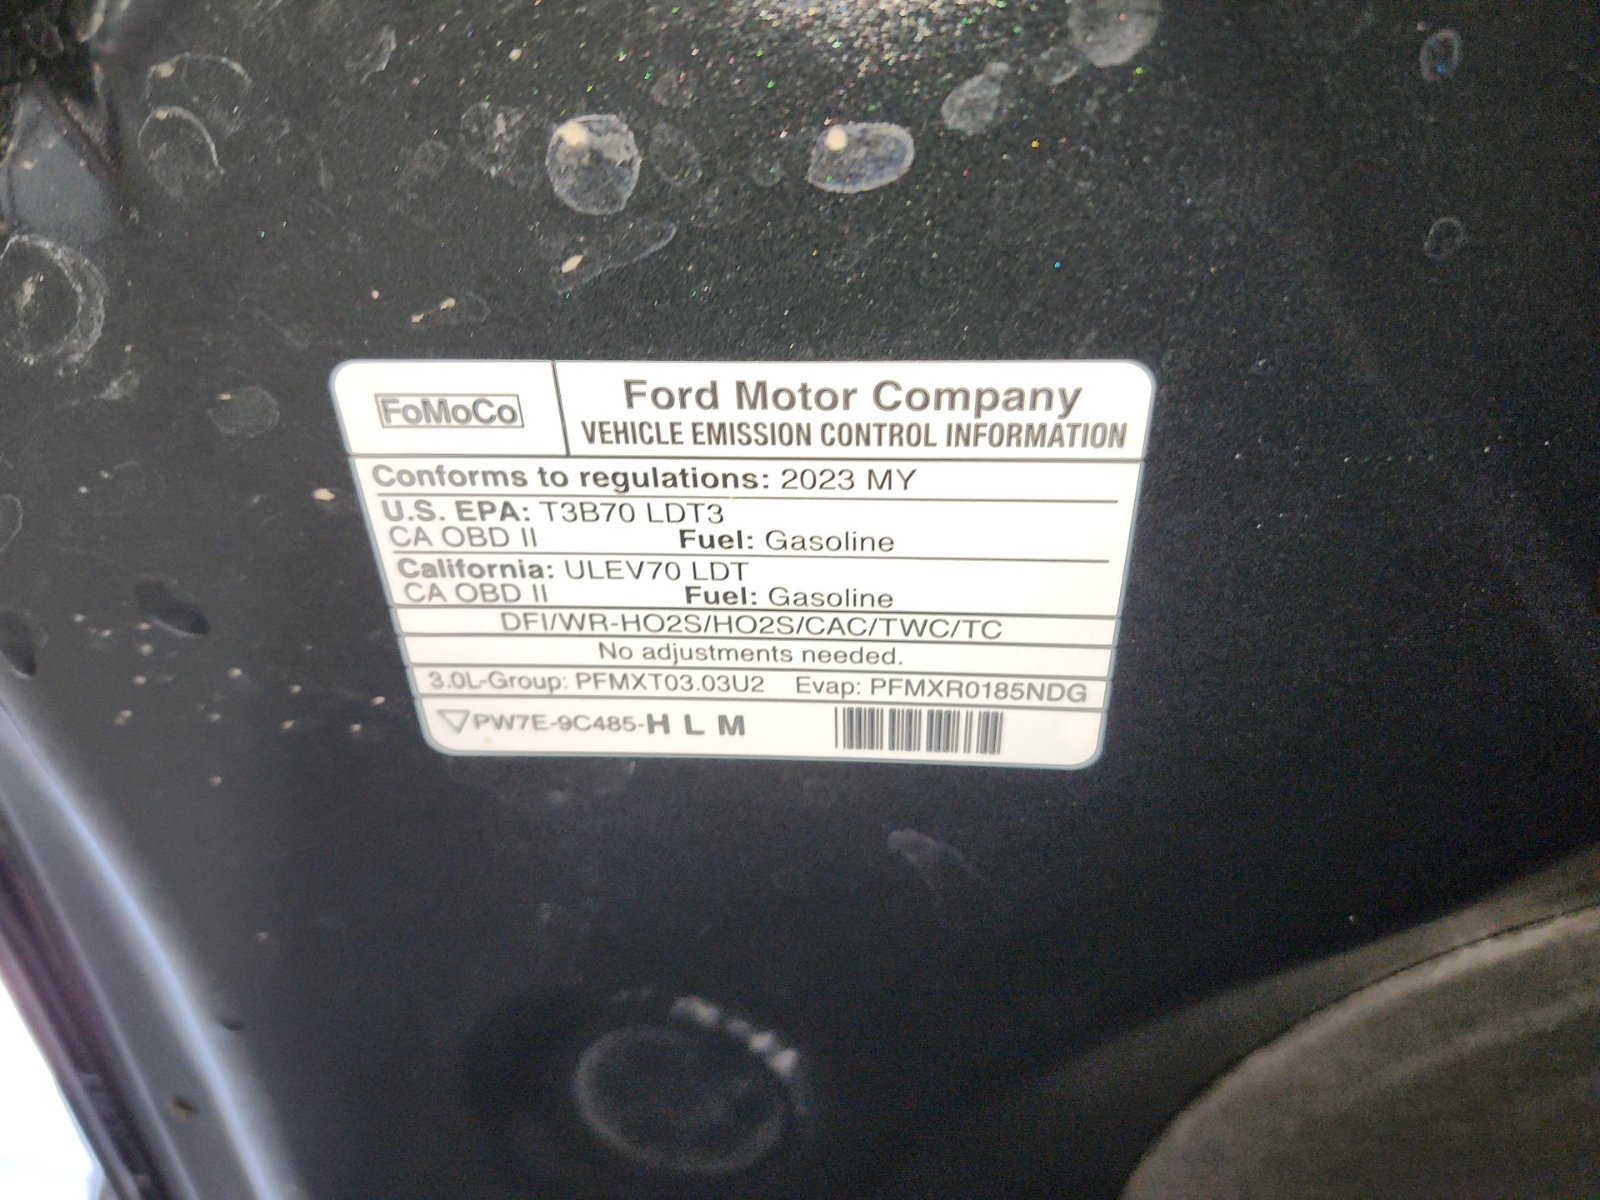 FoMoCo
Ford Motor Company
VEHICLE EMISSION CONTROL INFORMATION
Conforms to regulations: 2023 MY
U.S. EPA: T3B70 LDT3
CA OBD II Fuel: Gasoline
California: ULEV70 LDT
CA OBD II Fuel: Gasoline
DFI/WR-HO2S/HO2S/CAC/TWC/TC
No adjustments needed.
3.0L-Group: PFMXT03.03U2 Evap: PFMXR0185NDG
PW7E-9C485-H L M